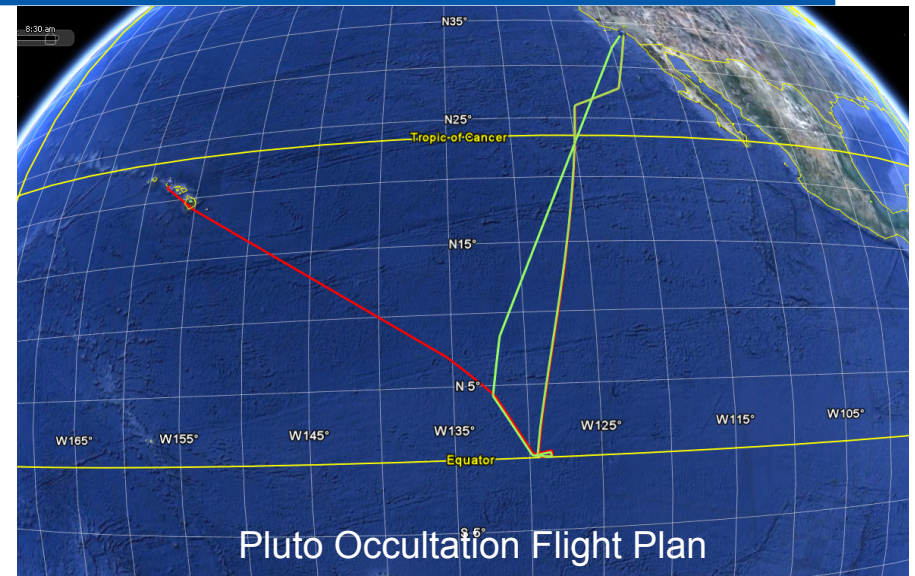 8:30 am
N35°
N25°
Tropic of Cancer
N15°
N 5°
W165°
W155°
W145°
W135°
W125°
W115°
W105°
Equator
S 5°
Pluto Occultation Flight Plan